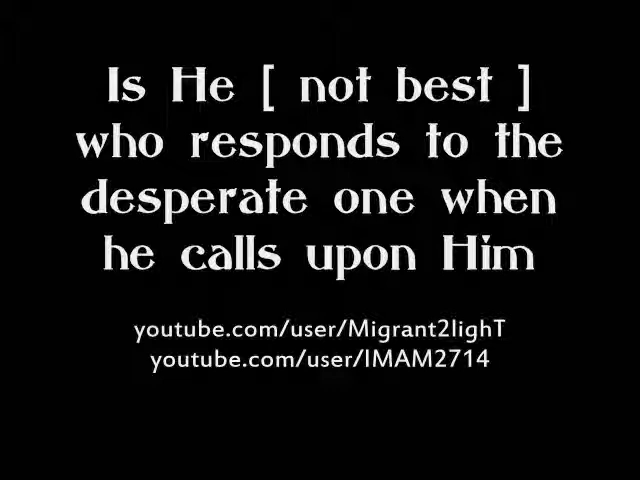 Is He [ not best ]
who responds to the
desperate one when
he calls upon Him
youtube.com/user/Migrant2lighT
youtube.com/user/IMAM2714